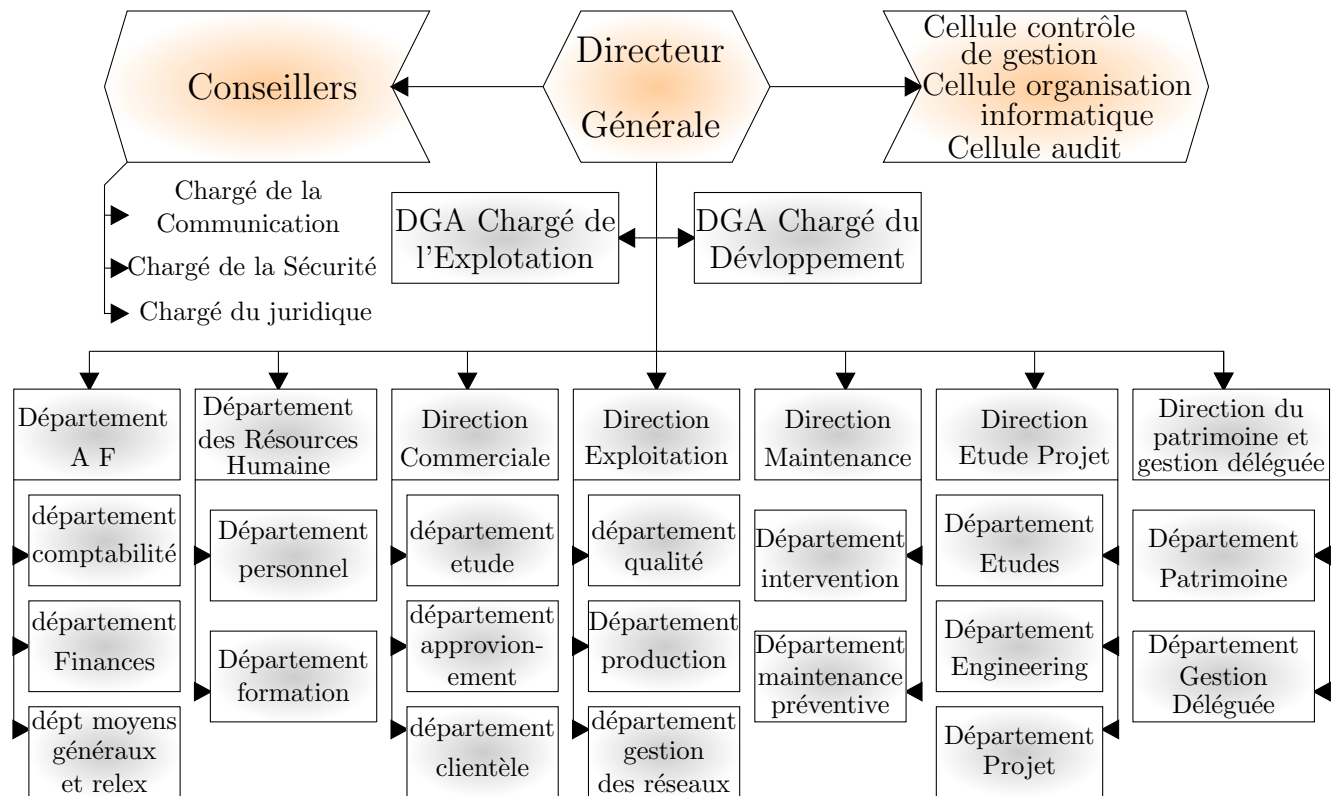 Conseillers
Directeur
Générale
Cellule contrôle
de gestion
Cellule organisation
informatique
Cellule audit
Chargé de la
Communication
Chargé de la Sécurité
Chargé du juridique
DGA Chargé de
l'Explotation
DGA Chargé du
Dévloppement
Département
A F
Département
des Résources
Humaine
Direction
Commerciale
Direction
Exploitation
Direction
Maintenance
Direction
Etude Projet
Direction du
patrimoine et
gestion déléguée
département
comptabilité
département
Finances
dépt moyens
généraux
et relex
Département
personnel
Département
formation
département
etude
département
approvion-
ement
département
clientèle
département
qualité
Département
production
département
gestion
des réseaux
Département
intervention
Département
maintenance
préventive
Département
Etudes
Département
Engineering
Département
Projet
Département
Patrimoine
Département
Gestion
Déléguée